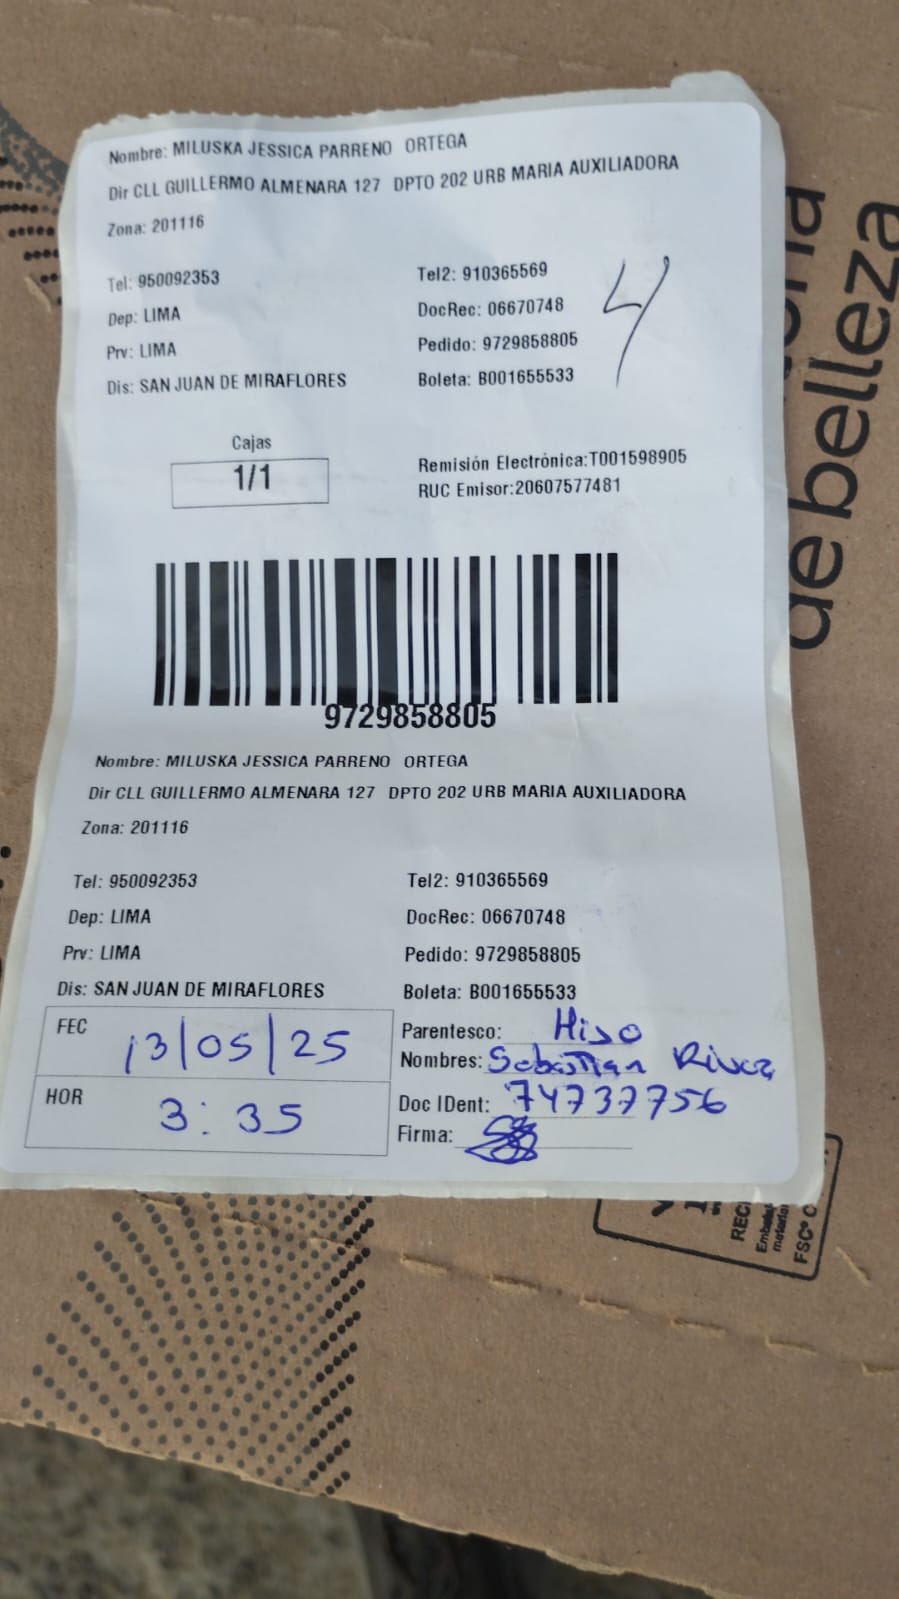 Nombre: MILUSKA JESSICA PARRENO ORTEGA
Dir CLL GUILLERMO ALMENARA 127 DPTO 202 URB MARIA AUXILIADORA
Zona: 201116
Tel: 950092353 Tel2: 910365569
Dep: LIMA DocRec: 06670748
Prv: LIMA Pedido: 9729858805
Dis: SAN JUAN DE MIRAFLORES Boleta: B001655533
4
Cajas
1/1
Remisión Electrónica:T001598905
RUC Emisor:20607577481
9729858805
Nombre: MILUSKA JESSICA PARRENO ORTEGA
Dir CLL GUILLERMO ALMENARA 127 DPTO 202 URB MARIA AUXILIADORA
Zona: 201116
Tel: 950092353 Tel2: 910365569
Dep: LIMA DocRec: 06670748
Prv: LIMA Pedido: 9729858805
Dis: SAN JUAN DE MIRAFLORES Boleta: B001655533
FEC 13/05/25
HOR 3:35
Parentesco: Hijo
Nombres: Sebastian
Doc IDent: 74737756
Firma:
de belleza
FSC®